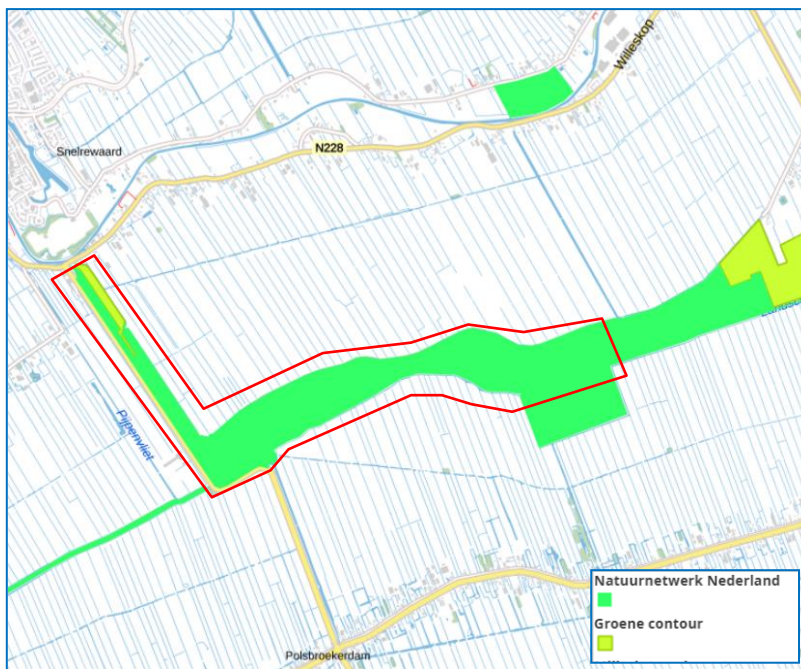 Willeskop
Snelrewaard
N228
Pijpenvliet
Polsbroekerdam
Natuurnetwerk Nederland
Groene contour